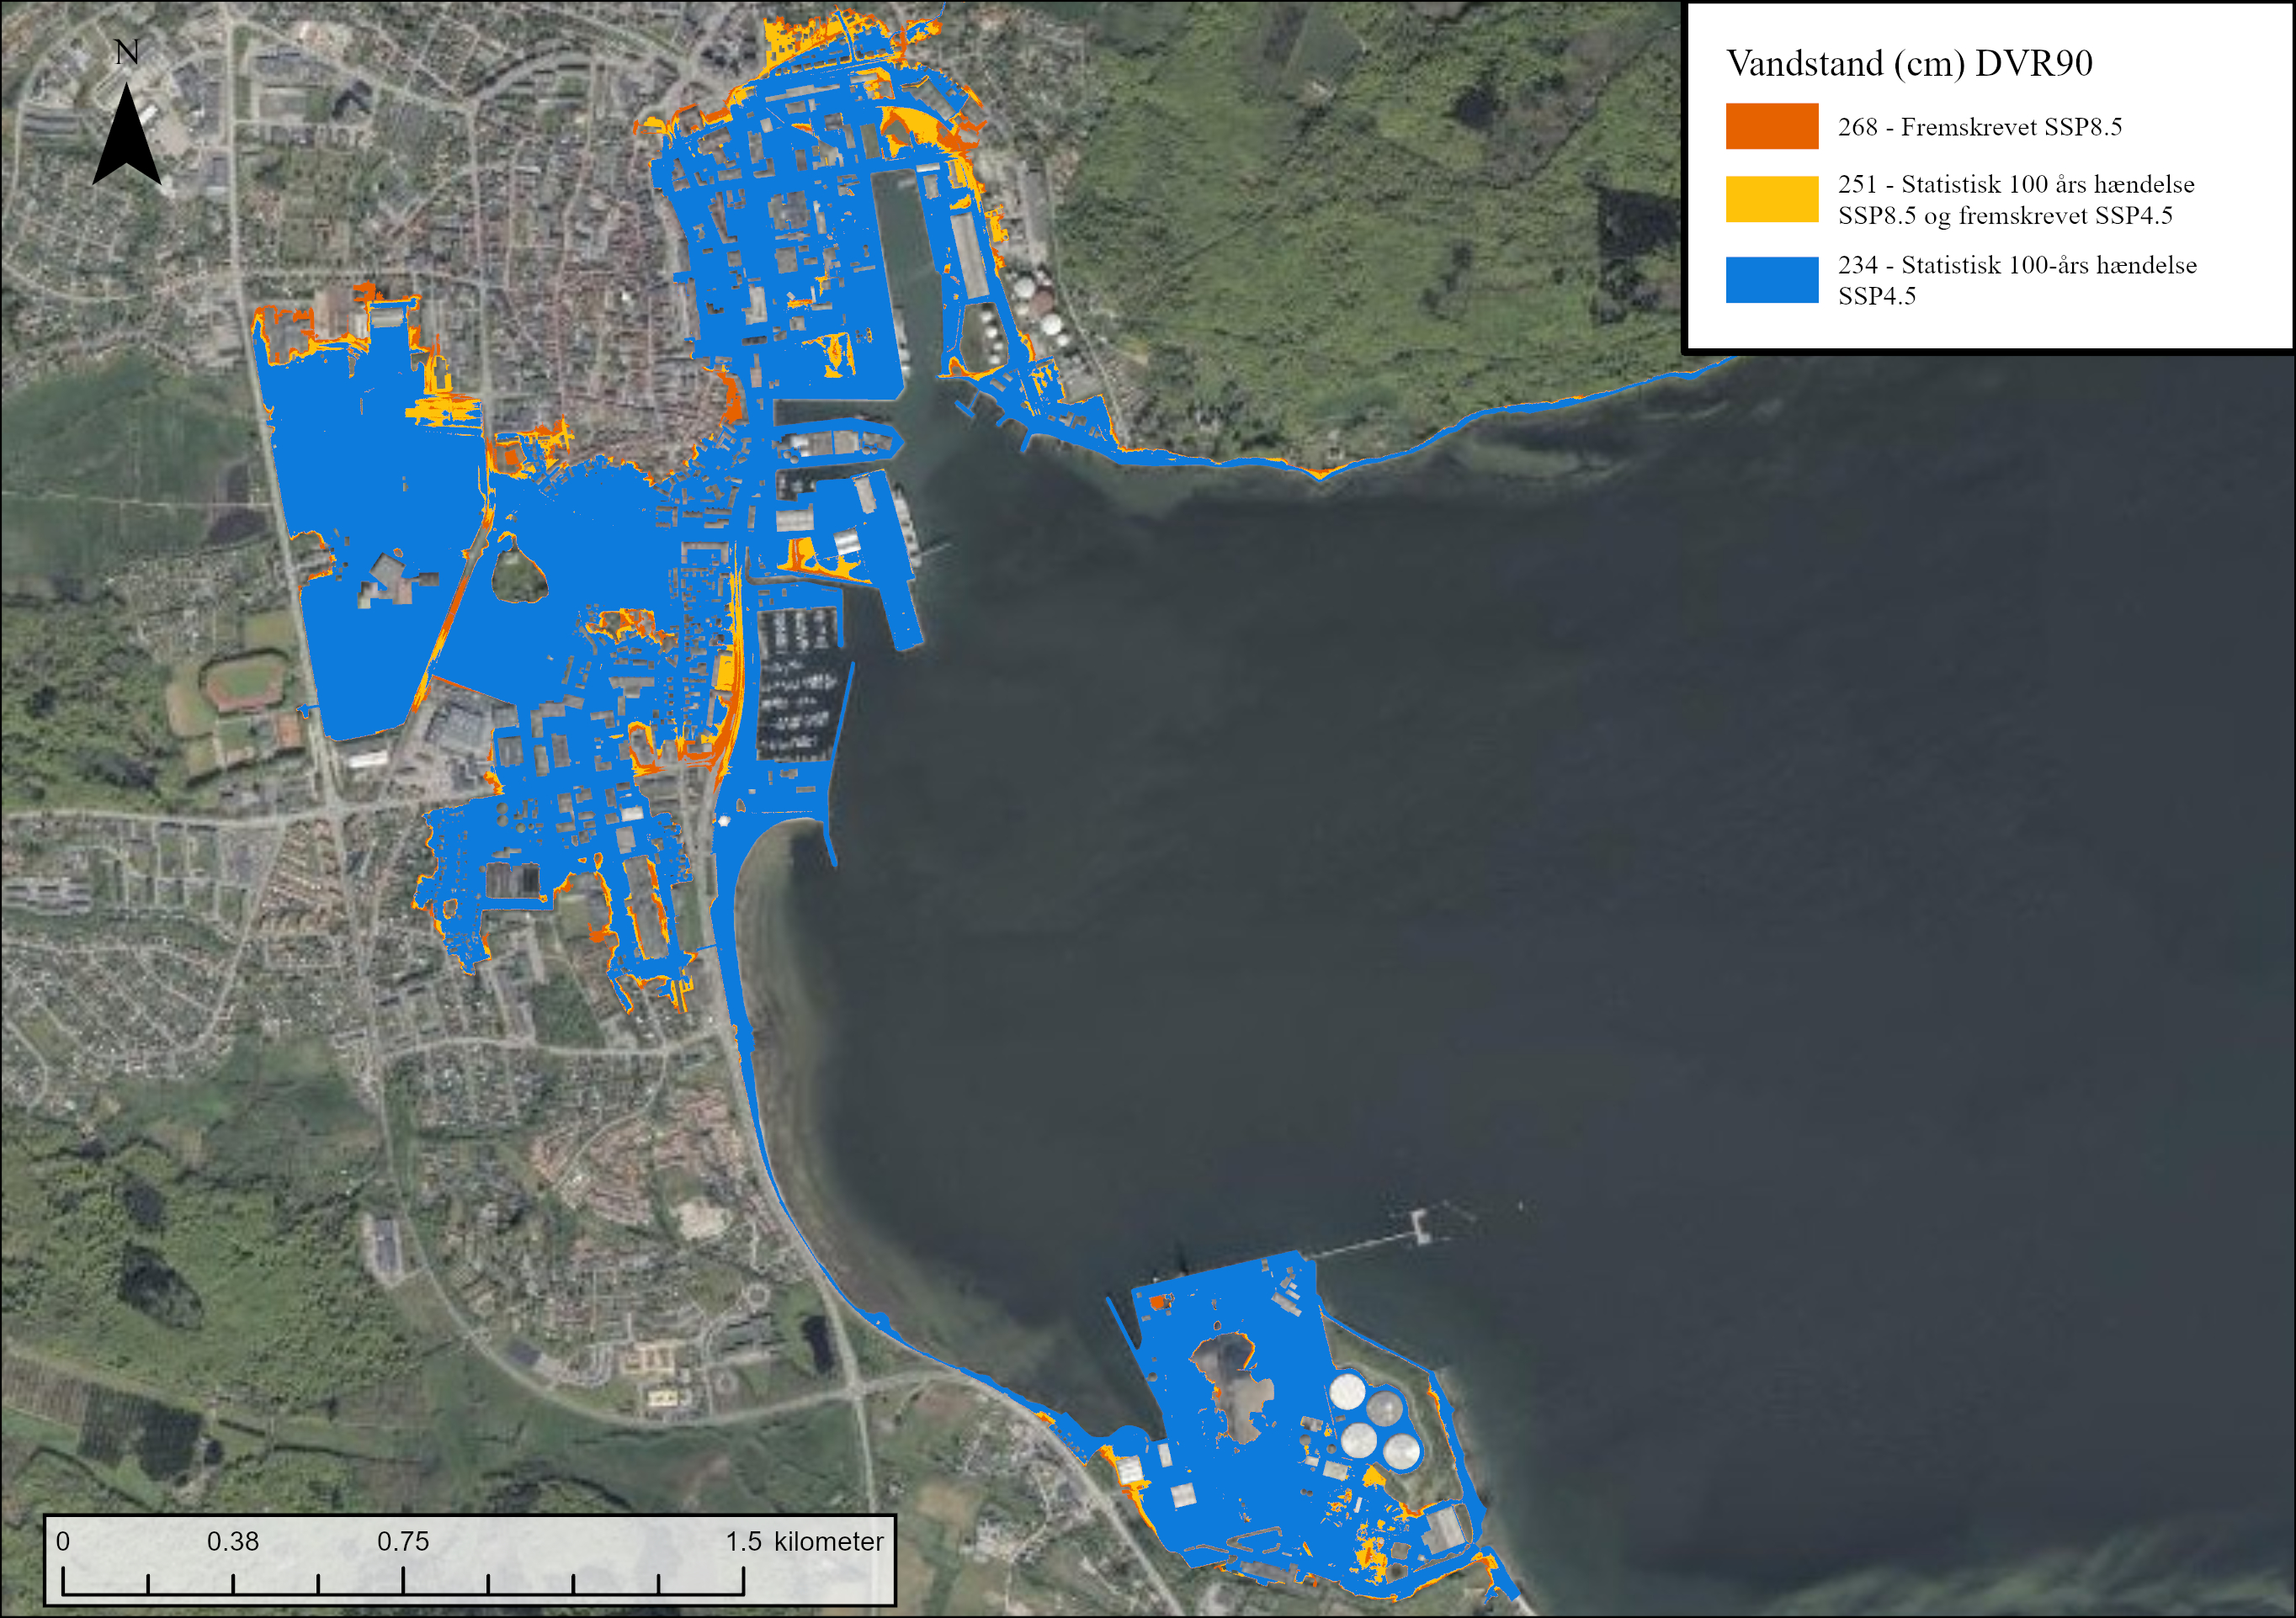 N
Vandstand (cm) DVR90
268 - Fremskrevet SSP8.5
251 - Statistisk 100 års hændelse
SSP8.5 og fremskrevet SSP4.5
234 - Statistisk 100-års hændelse
SSP4.5
0 0.38 0.75 1.5 kilometer